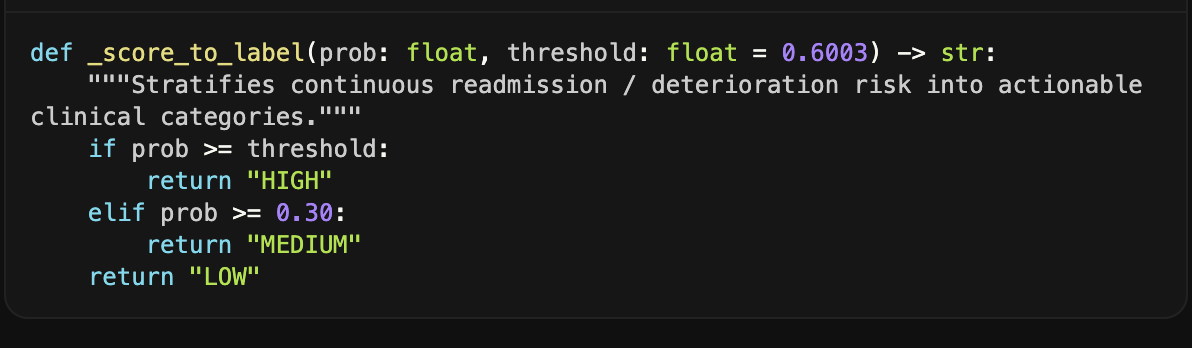 def _score_to_label(prob: float, threshold: float = 0.6003) -> str:
    """Stratifies continuous readmission / deterioration risk into actionable
clinical categories."""
    if prob >= threshold:
        return "HIGH"
    elif prob >= 0.30:
        return "MEDIUM"
    return "LOW"